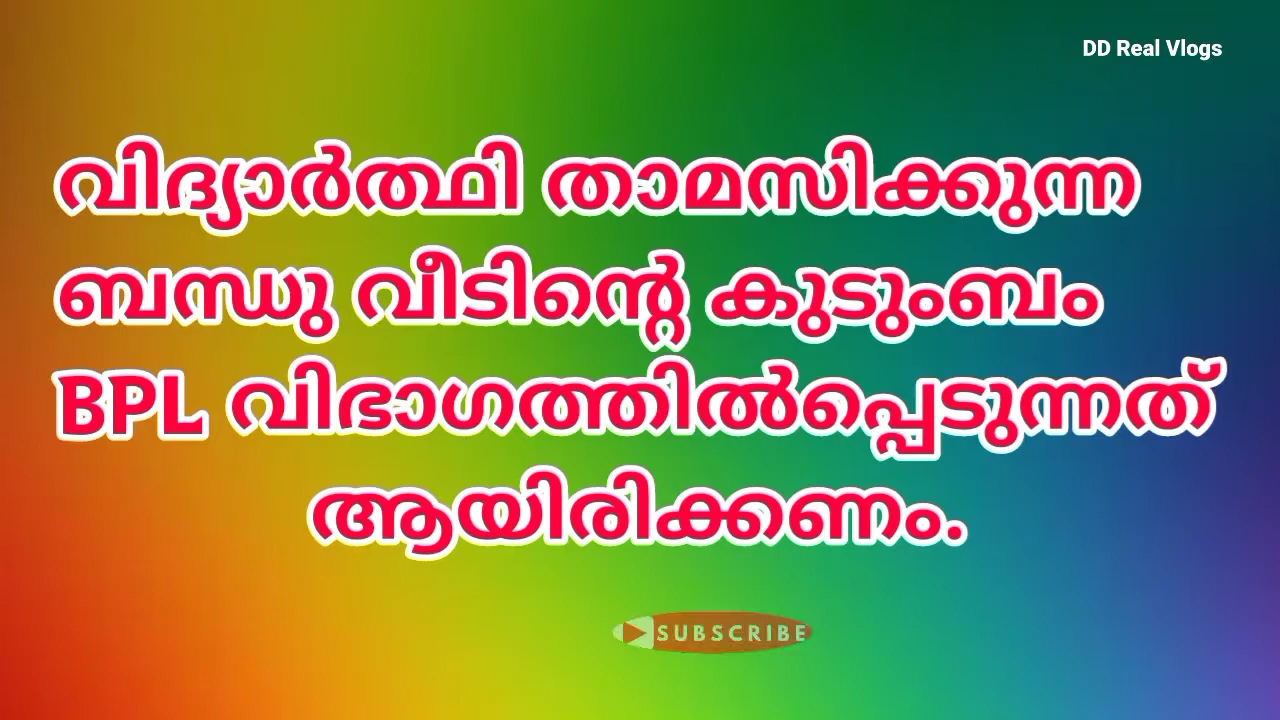 DD Real Vlogs
വിദ്യാർത്ഥി താമസിക്കുന്ന
ബന്ധു വീടിന്റെ കുടുംബം
BPL വിഭാഗത്തിൽപ്പെടുന്നത്
ആയിരിക്കണം.
SUBSCRIBE